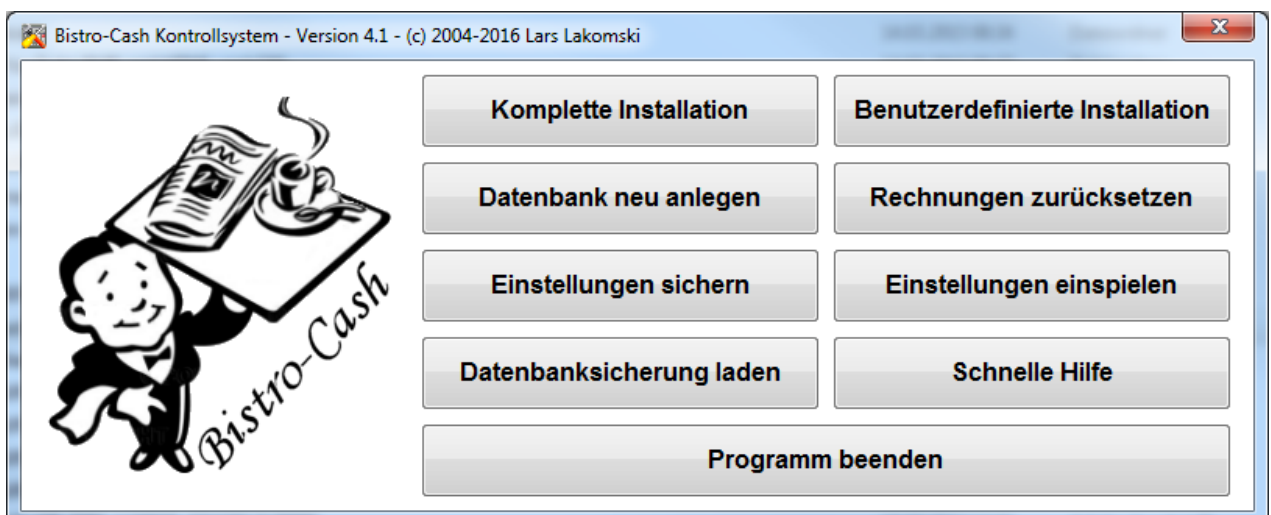 Bistro-Cash Kontrollsystem - Version 4.1 - (c) 2004-2016 Lars Lakomski
Komplette Installation
Benutzerdefinierte Installation
Datenbank neu anlegen
Rechnungen zurücksetzen
Einstellungen sichern
Einstellungen einspielen
Datenbanksicherung laden
Schnelle Hilfe
Programm beenden
Bistro-Cash